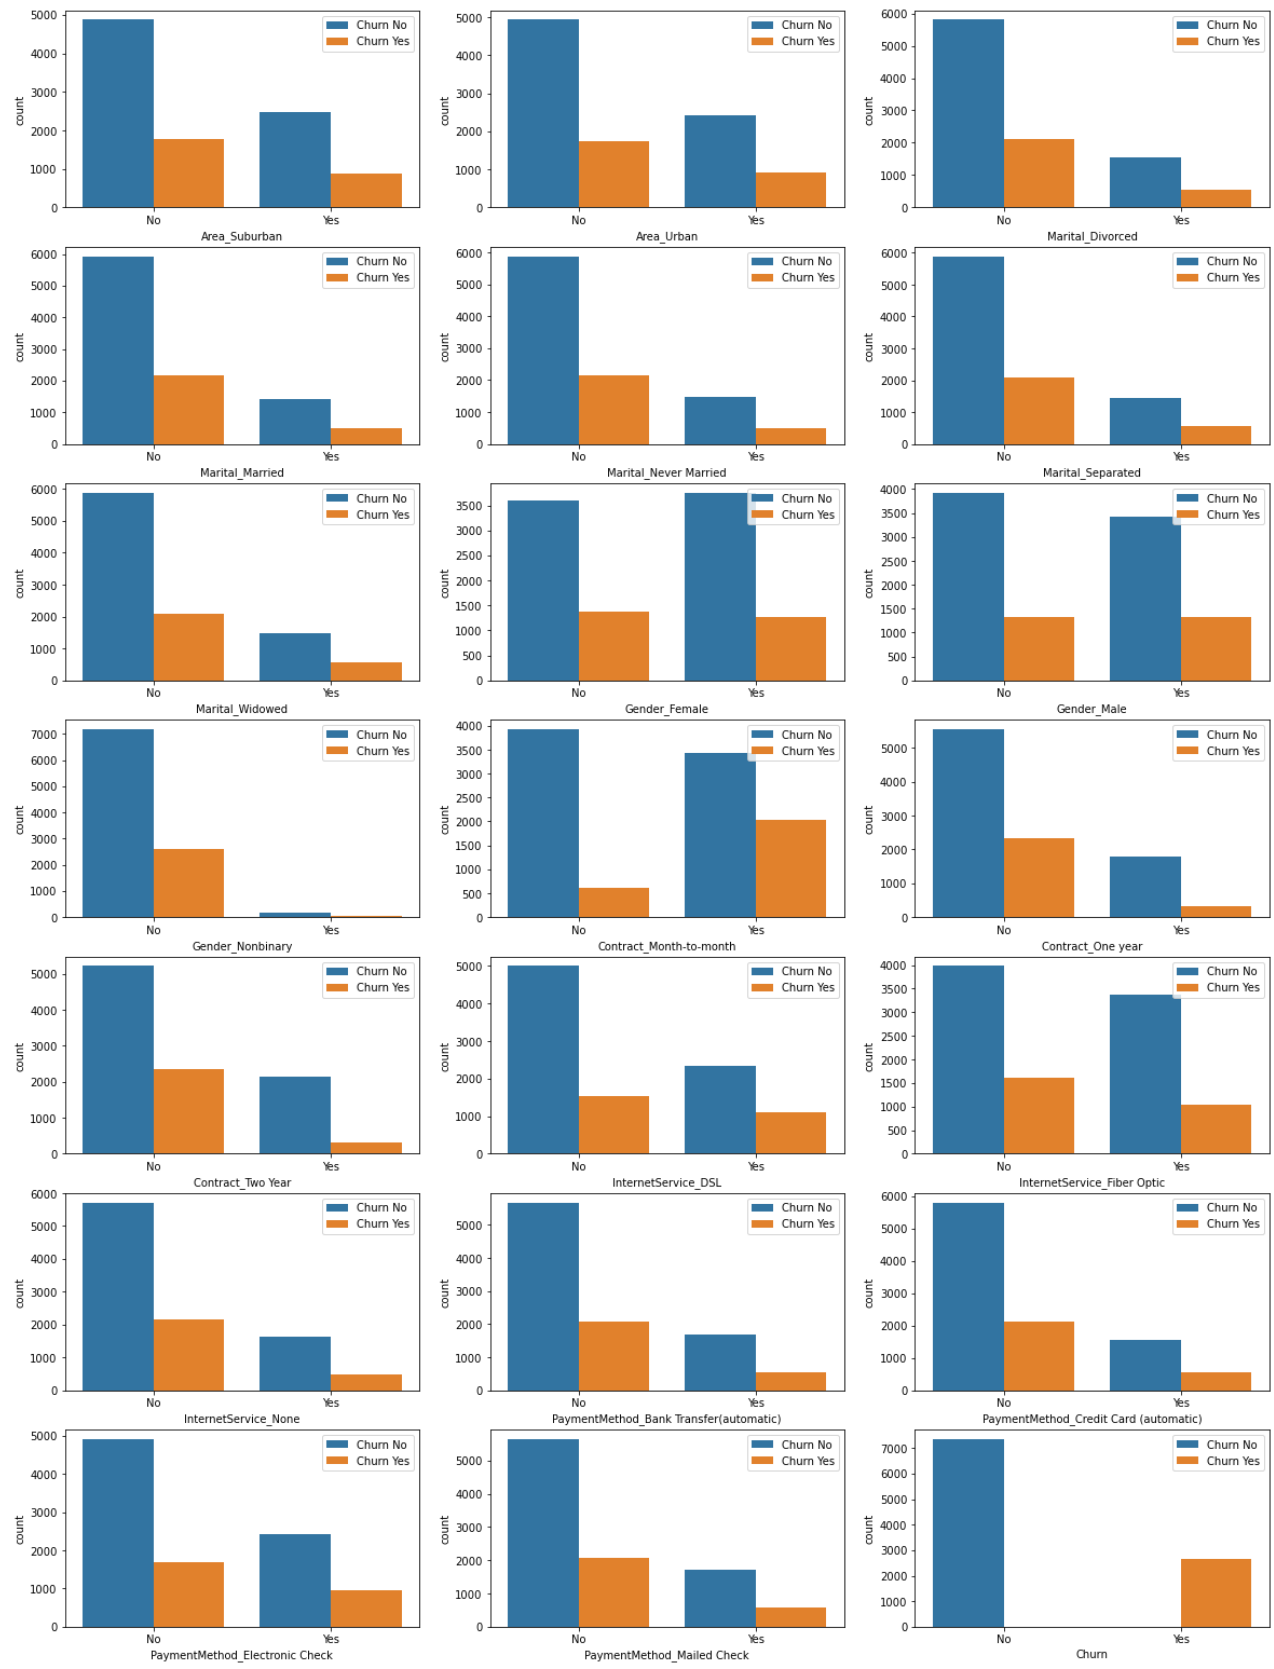 5000
4000
3000
2000
1000
0
count
Churn No
Churn Yes
No Yes
Area_Suburban
5000
4000
3000
2000
1000
0
count
Churn No
Churn Yes
No Yes
Area_Urban
6000
5000
4000
3000
2000
1000
0
count
Churn No
Churn Yes
No Yes
Marital_Divorced
6000
5000
4000
3000
2000
1000
0
count
Churn No
Churn Yes
No Yes
Marital_Married
6000
5000
4000
3000
2000
1000
0
count
Churn No
Churn Yes
No Yes
Marital_Never Married
6000
5000
4000
3000
2000
1000
0
count
Churn No
Churn Yes
No Yes
Marital_Separated
6000
5000
4000
3000
2000
1000
0
count
Churn No
Churn Yes
No Yes
Marital_Widowed
3500
3000
2500
2000
1500
1000
500
0
count
Churn No
Churn Yes
No Yes
Gender_Female
4000
3500
3000
2500
2000
1500
1000
500
0
count
Churn No
Churn Yes
No Yes
Gender_Male
7000
6000
5000
4000
3000
2000
1000
0
count
Churn No
Churn Yes
No Yes
Gender_Nonbinary
4000
3500
3000
2500
2000
1500
1000
500
0
count
Churn No
Churn Yes
No Yes
Contract_Month-to-month
5000
4000
3000
2000
1000
0
count
Churn No
Churn Yes
No Yes
Contract_One year
5000
4000
3000
2000
1000
0
count
Churn No
Churn Yes
No Yes
Contract_Two Year
5000
4000
3000
2000
1000
0
count
Churn No
Churn Yes
No Yes
InternetService_DSL
4000
3500
3000
2500
2000
1500
1000
500
0
count
Churn No
Churn Yes
No Yes
InternetService_Fiber Optic
6000
5000
4000
3000
2000
1000
0
count
Churn No
Churn Yes
No Yes
InternetService_None
5000
4000
3000
2000
1000
0
count
Churn No
Churn Yes
No Yes
PaymentMethod_Bank Transfer(automatic)
6000
5000
4000
3000
2000
1000
0
count
Churn No
Churn Yes
No Yes
PaymentMethod_Credit Card (automatic)
5000
4000
3000
2000
1000
0
count
Churn No
Churn Yes
No Yes
PaymentMethod_Electronic Check
5000
4000
3000
2000
1000
0
count
Churn No
Churn Yes
No Yes
PaymentMethod_Mailed Check
7000
6000
5000
4000
3000
2000
1000
0
count
Churn No
Churn Yes
No Yes
Churn